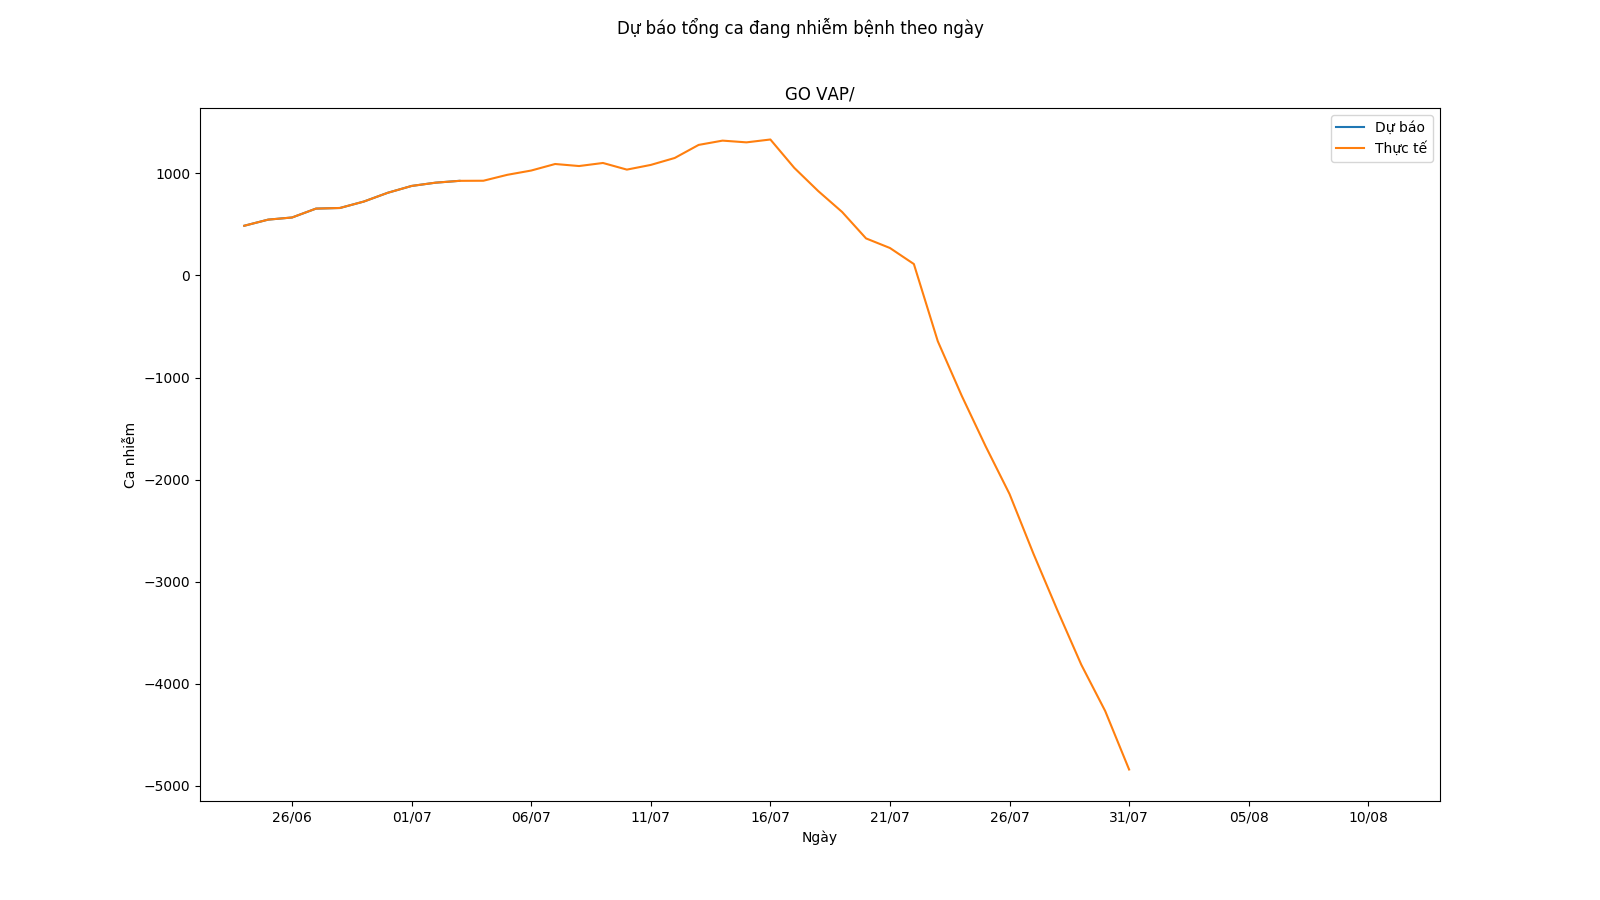 Dự báo tổng ca đang nhiễm bệnh theo ngày
GO VAP/
Dự báo
Thực tế
1000
0
−1000
−2000
−3000
−4000
−5000
Ca nhiễm
26/06 01/07 06/07 11/07 16/07 21/07 26/07 31/07 05/08 10/08
Ngày